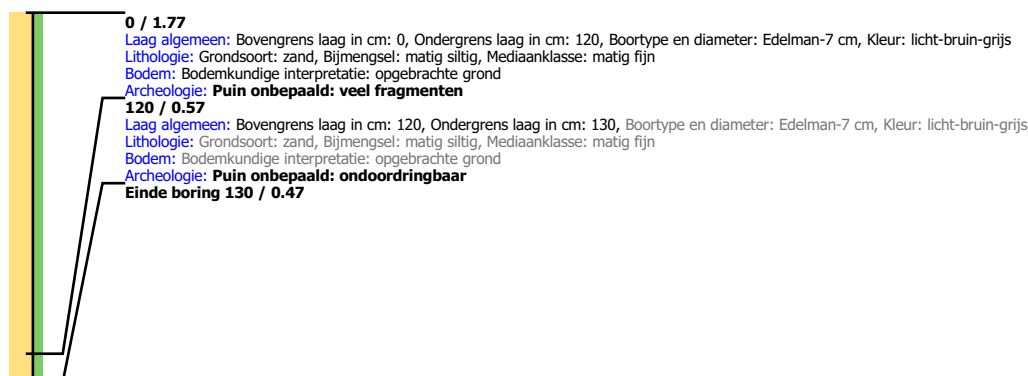 0 / 1.77
Laag algemeen: Bovengrens laag in cm: 0, Ondergrens laag in cm: 120, Boortype en diameter: Edelman-7 cm, Kleur: licht-bruin-grijs
Lithologie: Grondsoort: zand, Bijmengsel: matig siltig, Mediaanklasse: matig fijn
Bodem: Bodemkundige interpretatie: opgebrachte grond
Archeologie: Puin onbepaald: veel fragmenten
120 / 0.57
Laag algemeen: Bovengrens laag in cm: 120, Ondergrens laag in cm: 130, Boortype en diameter: Edelman-7 cm, Kleur: licht-bruin-grijs
Lithologie: Grondsoort: zand, Bijmengsel: matig siltig, Mediaanklasse: matig fijn
Bodem: Bodemkundige interpretatie: opgebrachte grond
Archeologie: Puin onbepaald: ondoordringbaar
Einde boring 130 / 0.47